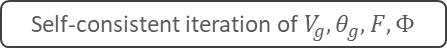 Self-consistent iteration of V_g, θ_g, F, Φ